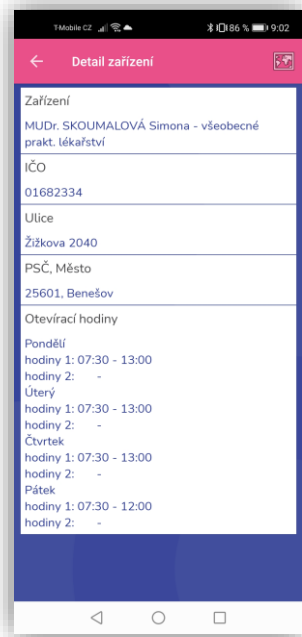 T-Mobile CZ 86 % 9:02
Detail zařízení
Zařízení
MUDr. SKOUMALOVÁ Simona - všeobecné
prakt. lékařství
IČO
01682334
Ulice
Žižkova 2040
PSČ, Město
25601, Benešov
Otevírací hodiny
Pondělí
hodiny 1: 07:30 - 13:00
hodiny 2: -
Úterý
hodiny 1: 07:30 - 13:00
hodiny 2: -
Čtvrtek
hodiny 1: 07:30 - 13:00
hodiny 2: -
Pátek
hodiny 1: 07:30 - 12:00
hodiny 2: -